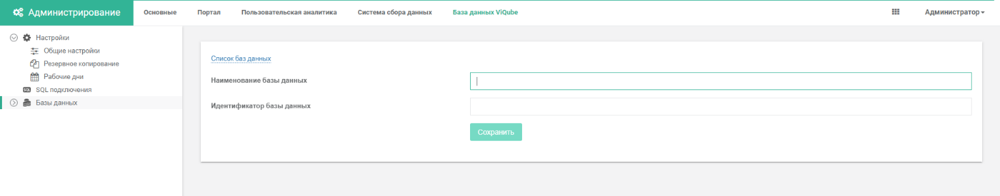 Администрирование Основные Портал Пользовательская аналитика Система сбора данных База данных ViQube Администратор
Настройки
Общие настройки
Резервное копирование
Рабочие дни
SQL подключения
Базы данных
Список баз данных
Наименование базы данных
Идентификатор базы данных
Сохранить